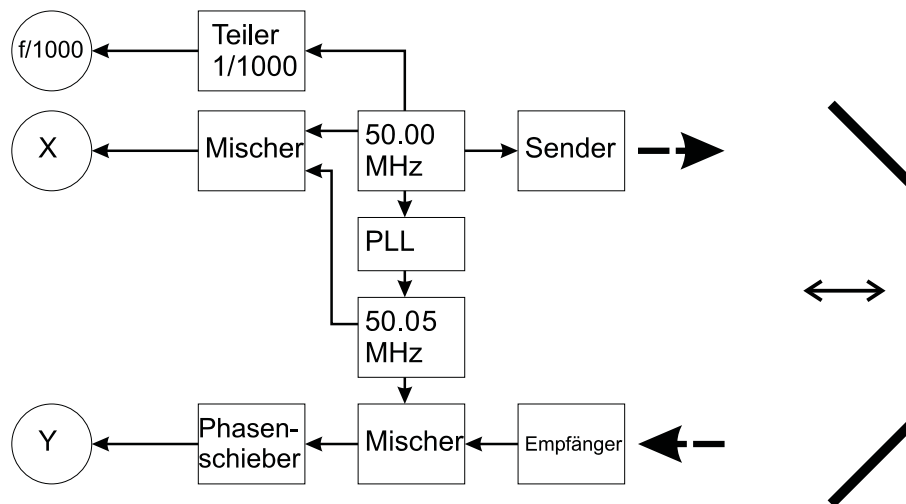 f/1000
Teiler
1/1000
X
Mischer
50.00
MHz
Sender
PLL
50.05
MHz
Y
Phasen-
schieber
Mischer
Empfänger